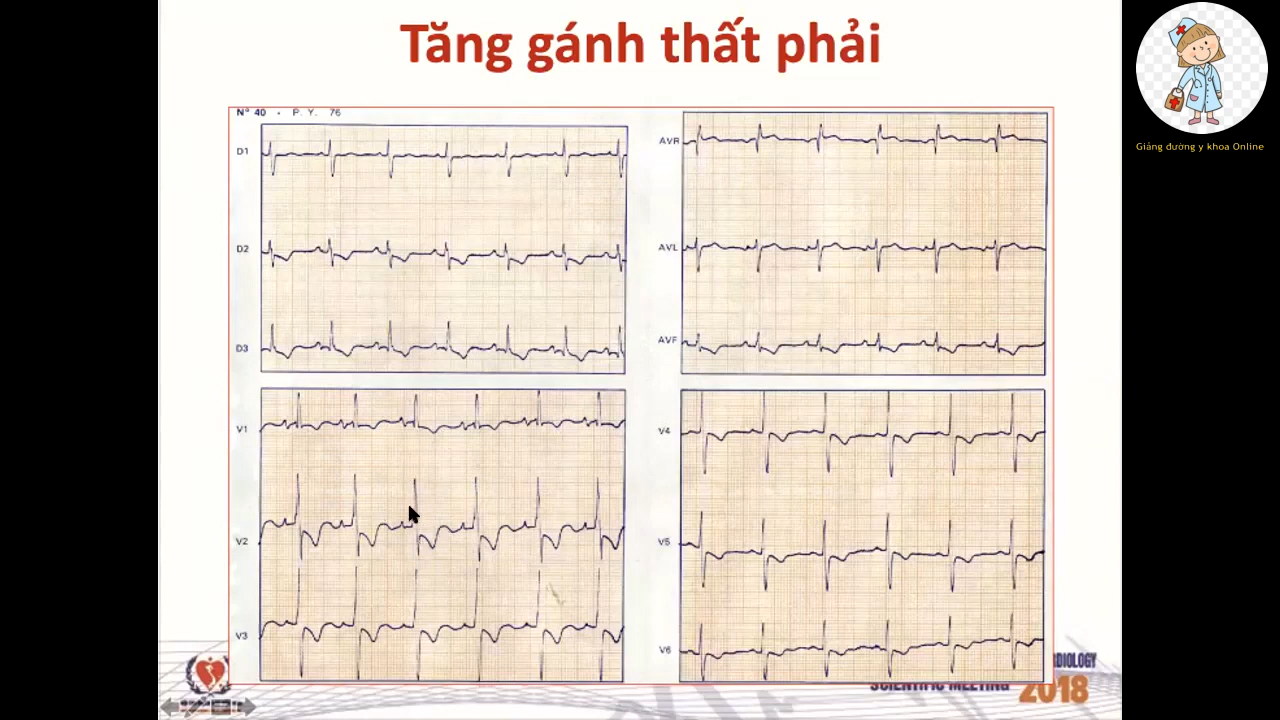 Tăng gánh thất phải
Giảng đường y khoa Online
N° 40 - P. Y. 76
D1
D2
D3
AVR
AVL
AVF
V1
V2
V3
V4
V5
V6
SCIENTIFIC MEETING
2018